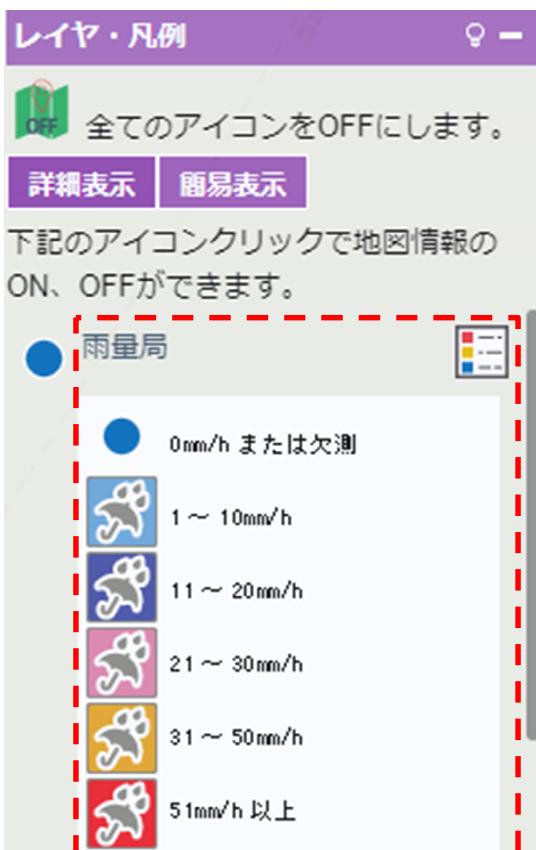 レイヤ・凡例
OFF
全てのアイコンをOFFにします。
詳細表示 簡易表示
下記のアイコンクリックで地図情報の
ON、OFFができます。
雨量局
0mm/h または欠測
1～ 10mm/h
11～ 20mm/h
21～ 30mm/h
31～ 50mm/h
51mm/h 以上